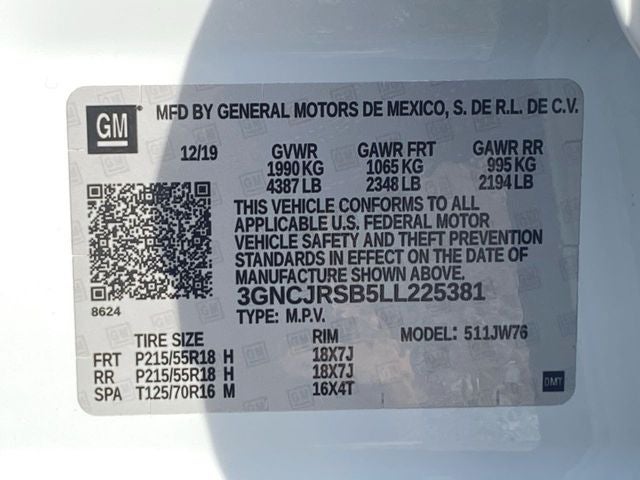 GM MFD BY GENERAL MOTORS DE MEXICO, S. DE R.L. DE C.V.
12/19 GVWR GAWR FRT GAWR RR
1990 KG 1065 KG 995 KG
4387 LB 2348 LB 2194 LB
THIS VEHICLE CONFORMS TO ALL
APPLICABLE U.S. FEDERAL MOTOR
VEHICLE SAFETY AND THEFT PREVENTION
STANDARDS IN EFFECT ON THE DATE OF
MANUFACTURE SHOWN ABOVE.
3GNCJRSB5LL225381
8624 TYPE: M.P.V. MODEL: 511JW76
TIRE SIZE RIM
FRT P215/55R18 H 18X7J
RR P215/55R18 H 18X7J
SPA T125/70R16 M 16X4T
DMT